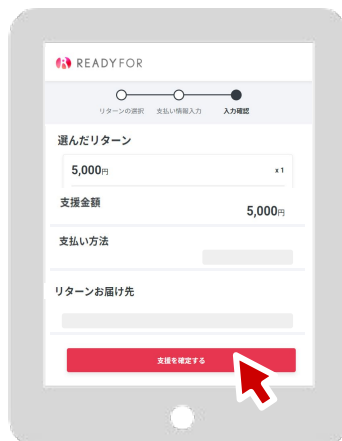 READYFOR
リターンの選択 支払い情報入力 入力確認
選んだリターン
5,000円 x 1
支援金額
5,000円
支払い方法
リターンお届け先
支援を確定する